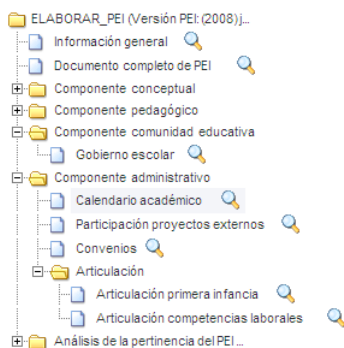 ELABORAR_PEI (Versión PEI: (2008)j...
Información general
Documento completo de PEI
Componente conceptual
Componente pedagógico
Componente comunidad educativa
Gobierno escolar
Componente administrativo
Calendario académico
Participación proyectos externos
Convenios
Articulación
Articulación primera infancia
Articulación competencias laborales
Análisis de la pertinencia del PEI...